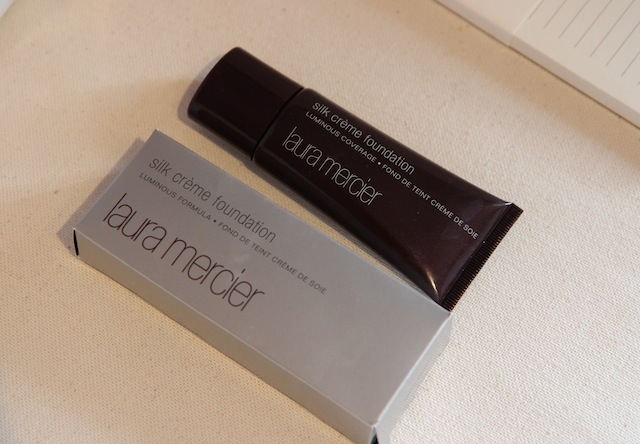 silk crème foundation
LUMINOUS COVERAGE • FOND DE TEINT CRÈME DE SOIE
laura mercier
silk crème foundation
LUMINOUS FORMULA • FOND DE TEINT CRÈME DE SOIE
laura mercier